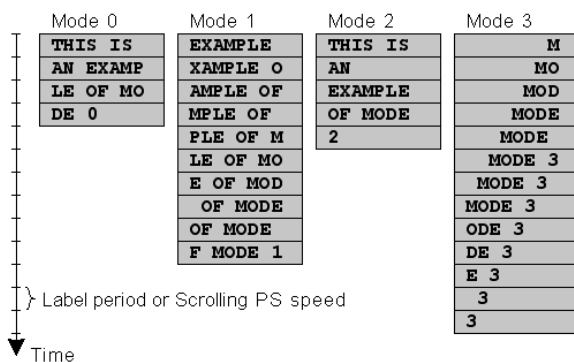 Mode 0
THIS IS
AN EXAMP
LE OF MO
DE 0
Mode 1
EXAMPLE
XAMPLE O
AMPLE OF
MPLE OF
PLE OF M
LE OF MO
E OF MOD
OF MODE
OF MODE
F MODE 1
Mode 2
THIS IS
AN
EXAMPLE
OF MODE
2
Mode 3
M
MO
MOD
MODE
MODE
MODE 3
MODE 3
MODE 3
ODE 3
DE 3
E 3
3
3
Label period or Scrolling PS speed
Time